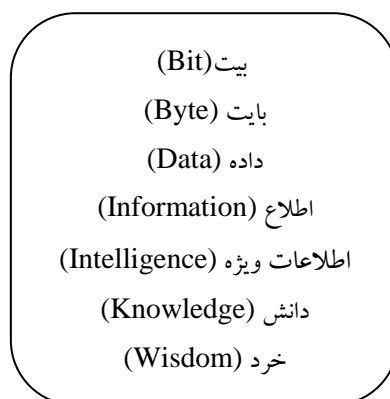 بیت(Bit)
بایت (Byte)
داده (Data)
اطلاع (Information)
اطلاعات ویژه (Intelligence)
دانش (Knowledge)
خرد (Wisdom)